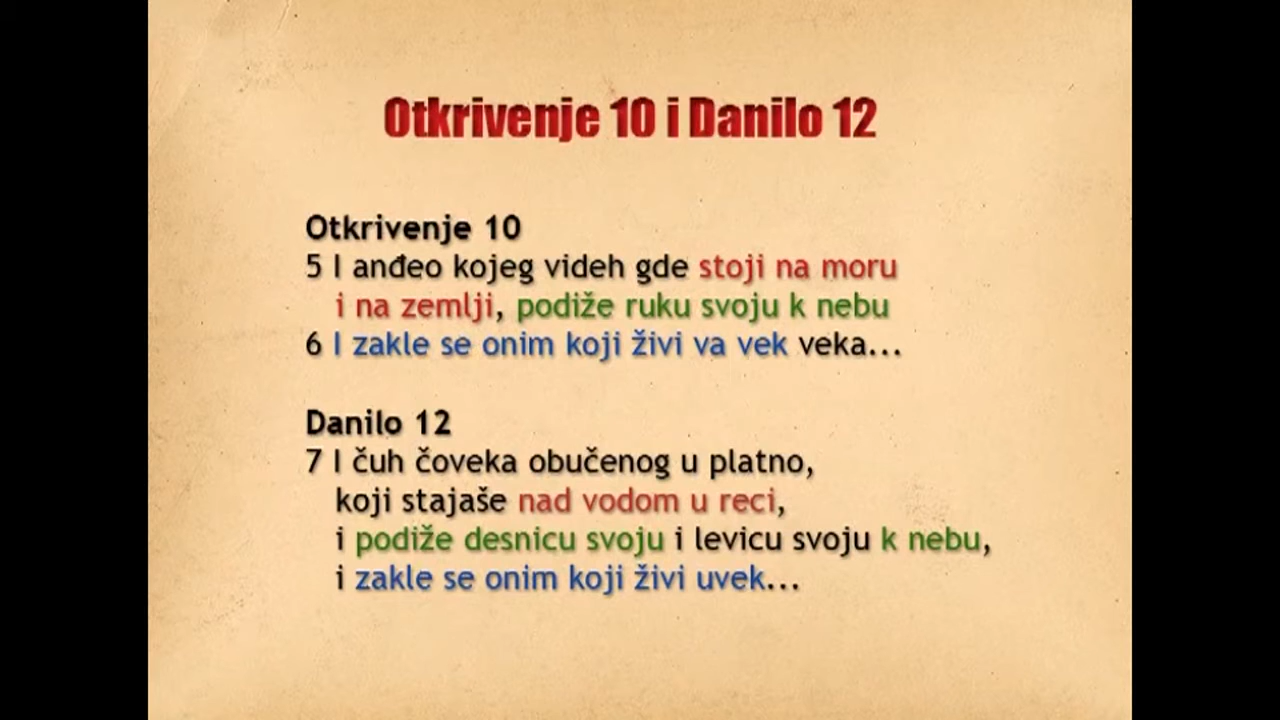 Otkrivenje 10 i Danilo 12
Otkrivenje 10
5 I anđeo kojeg videh gde stoji na moru
i na zemlji, podiže ruku svoju k nebu
6 I zakle se onim koji živi va vek veka...
Danilo 12
7 I čuh čoveka obučenog u platno,
koji stajaše nad vodom u reci,
i podiže desnicu svoju i levicu svoju k nebu,
i zakle se onim koji živi uvek...